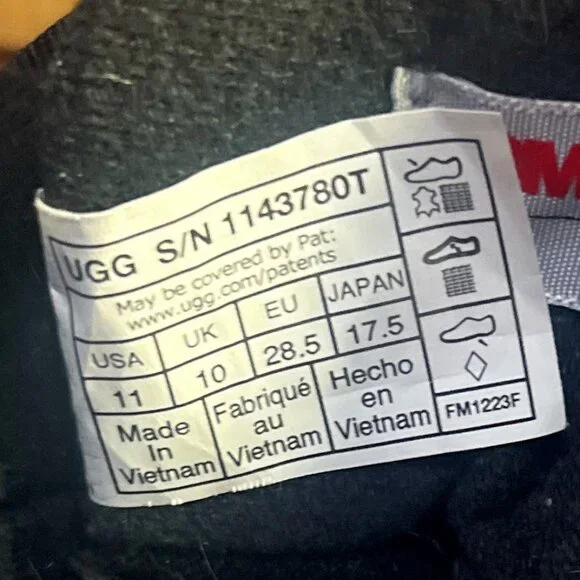 UGG S/N 1143780T
May be covered by Pat:
www.ugg.com/patents
USA UK EU JAPAN
11 10 28.5 17.5
Made In Vietnam
Fabriqué au Vietnam
Hecho en Vietnam
FM1223F
M